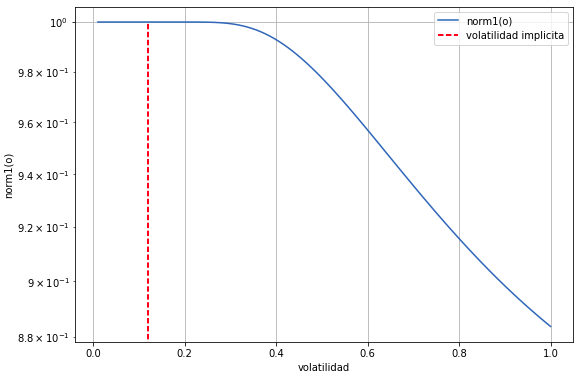 norm1(o)
volatilidad implicita
10⁰
9.8 × 10⁻¹
9.6 × 10⁻¹
9.4 × 10⁻¹
9.2 × 10⁻¹
9 × 10⁻¹
8.8 × 10⁻¹
norm1(o)
0.0 0.2 0.4 0.6 0.8 1.0
volatilidad